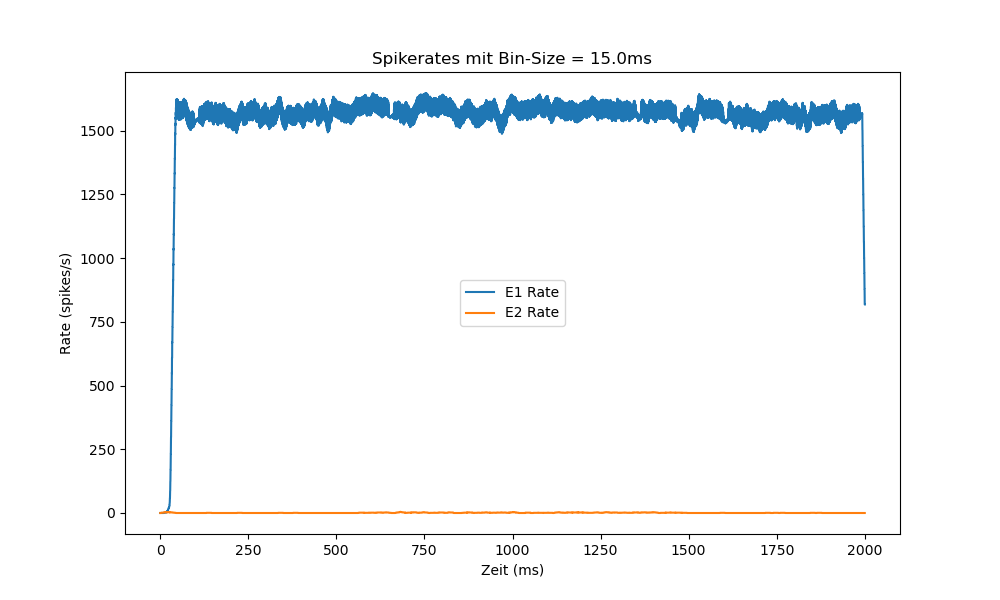 Spikerates mit Bin-Size = 15.0ms
Rate (spikes/s)
1500
1250
1000
750
500
250
0
E1 Rate
E2 Rate
0 250 500 750 1000 1250 1500 1750 2000
Zeit (ms)